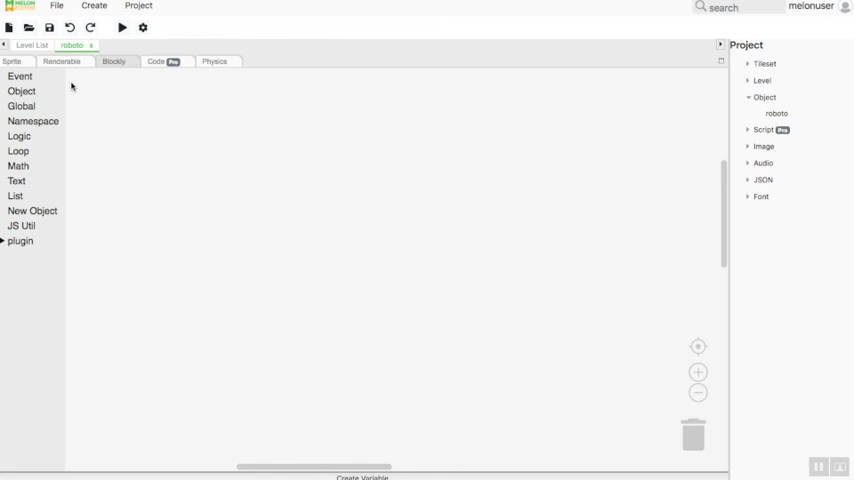 MELON
File Create Project
search
melonuser
Level List roboto x
Project
Sprite Renderable Blockly Code Pro Physics
Tileset
Event
Level
Object
Object
Global
roboto
Namespace
Script Pro
Logic
Image
Loop
Audio
Math
JSON
Text
Font
List
New Object
JS Util
plugin
Create Variable